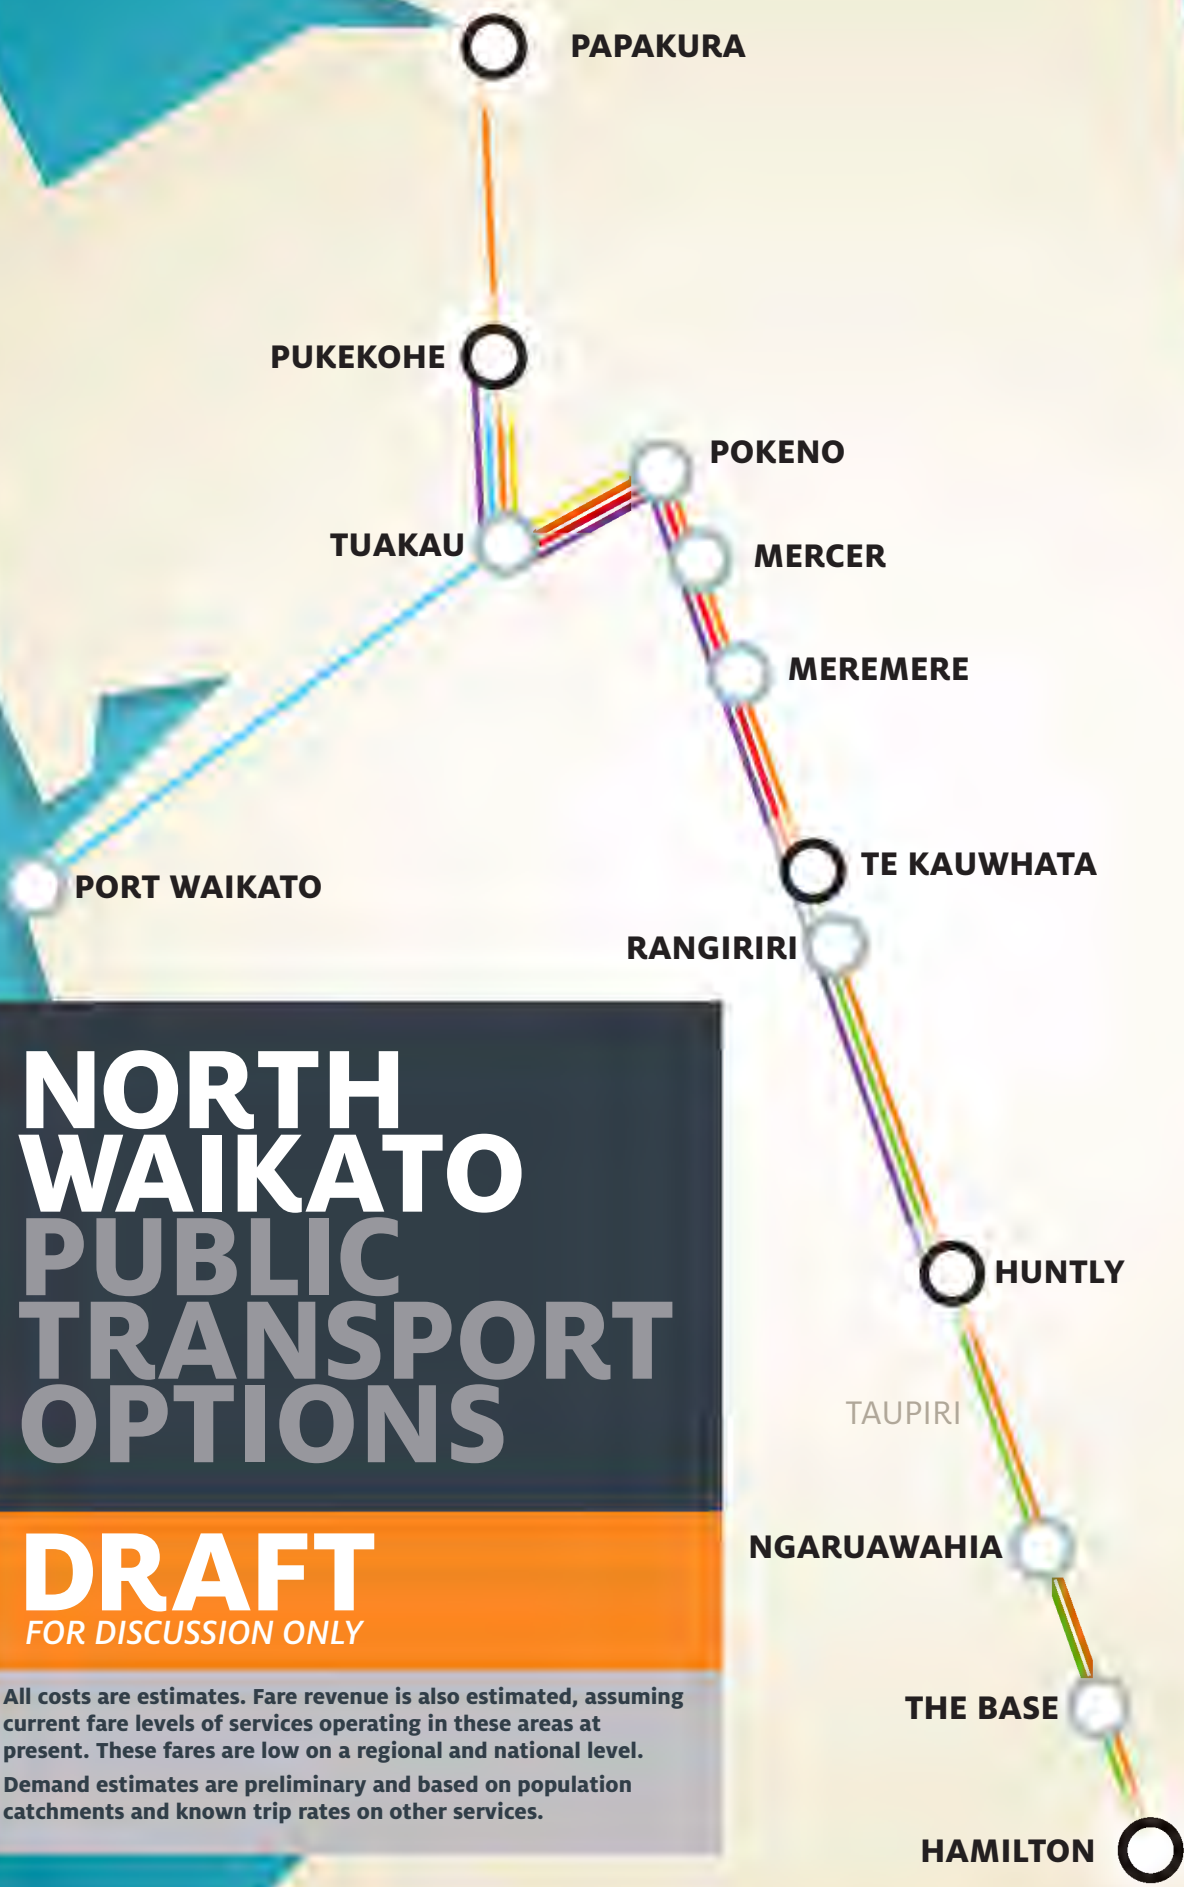 PAPAKURA
PUKEKOHE
POKENO
TUAKAU
MERCER
MEREMERE
TE KAUWHATA
PORT WAIKATO
RANGIRIRI
NORTH
WAIKATO
PUBLIC
TRANSPORT
OPTIONS
HUNTLY
TAUPIRI
DRAFT
FOR DISCUSSION ONLY
NGARUAWAHIA
All costs are estimates. Fare revenue is also estimated, assuming
current fare levels of services operating in these areas at
present. These fares are low on a regional and national level.
Demand estimates are preliminary and based on population
catchments and known trip rates on other services.
THE BASE
HAMILTON